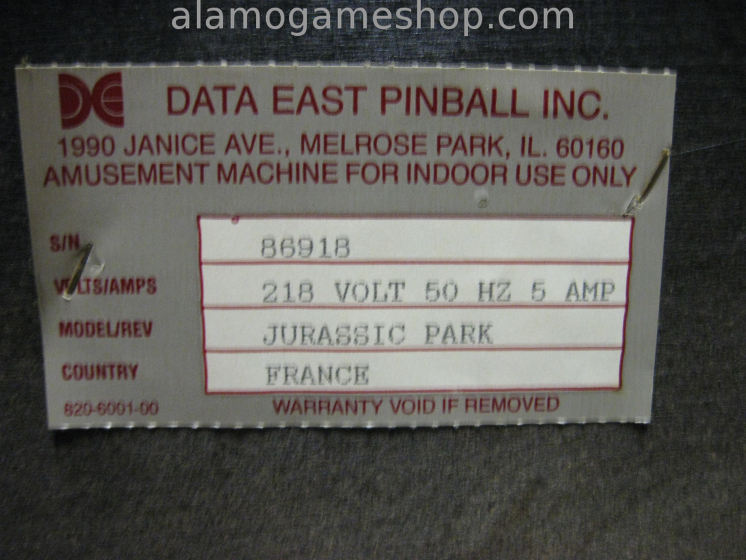 alamogameshop.com
DE DATA EAST PINBALL INC.
1990 JANICE AVE., MELROSE PARK, IL. 60160
AMUSEMENT MACHINE FOR INDOOR USE ONLY
S/N 86918
VOLTS/AMPS 218 VOLT 50 HZ 5 AMP
MODEL/REV JURASSIC PARK
COUNTRY FRANCE
820-6001-00 WARRANTY VOID IF REMOVED